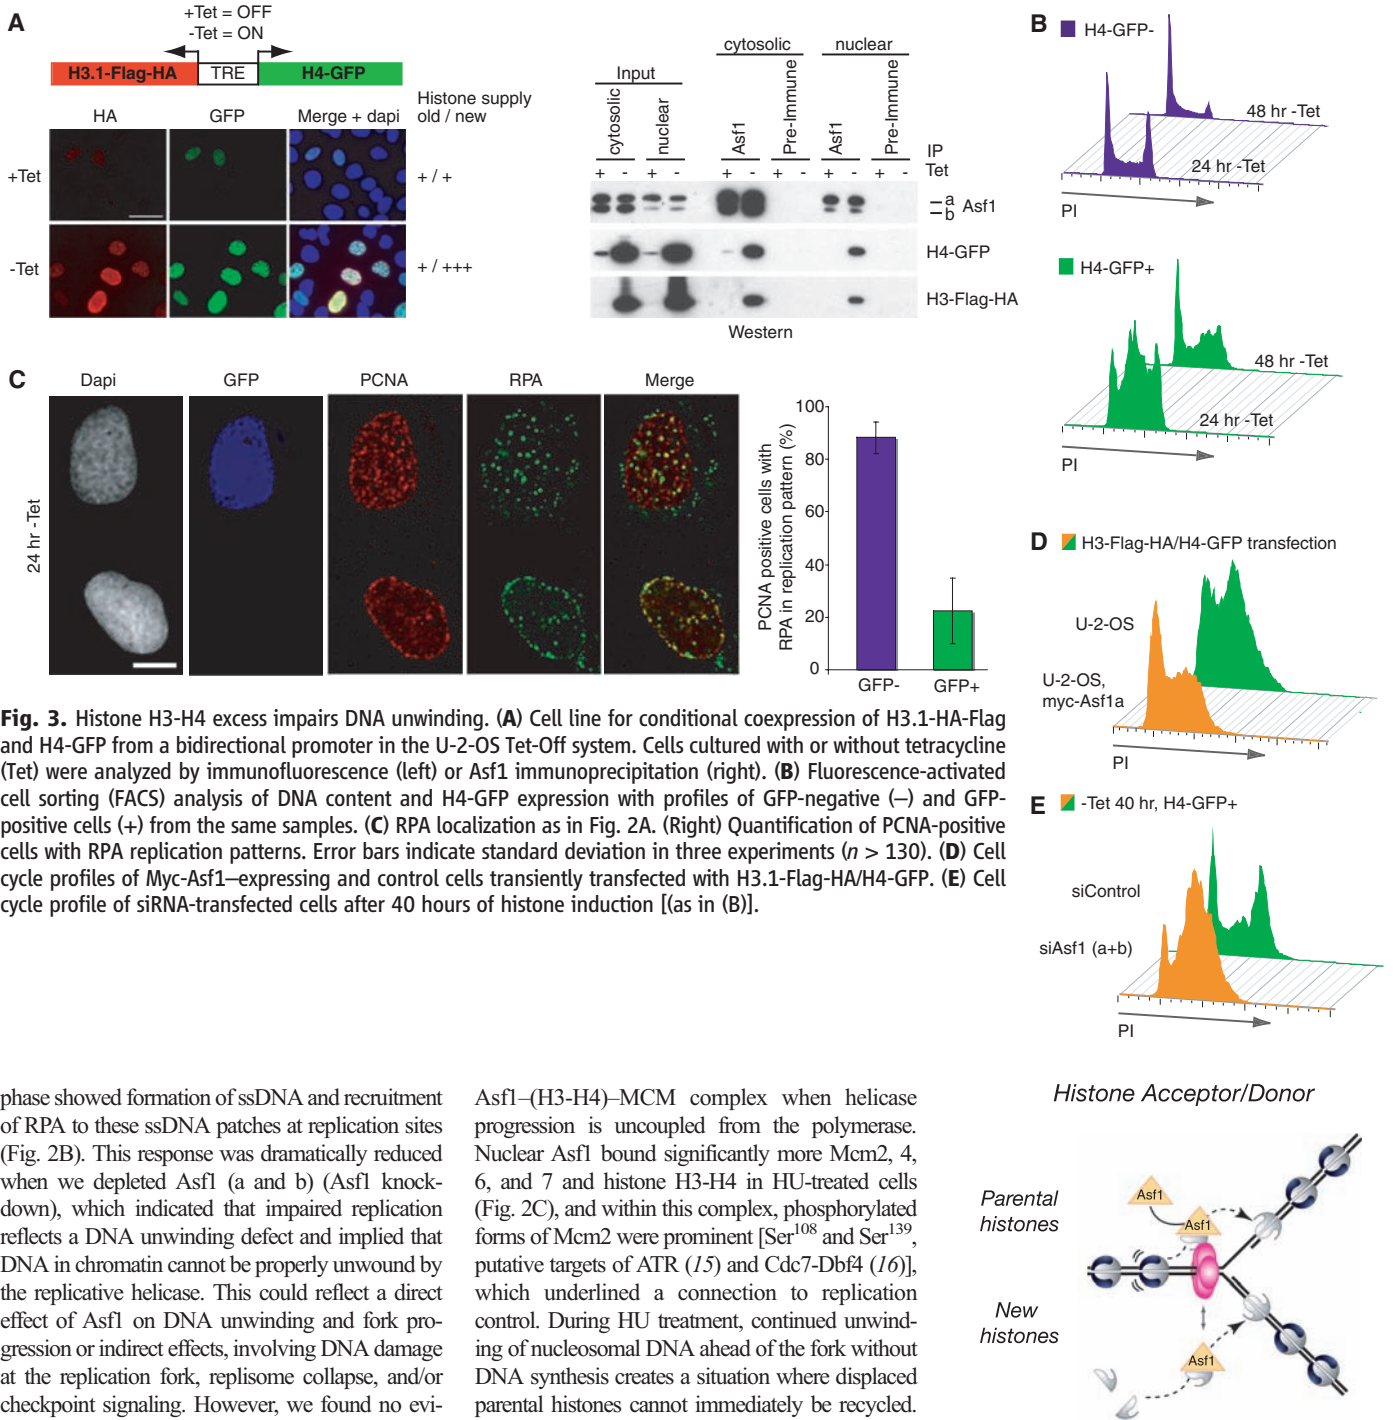 A
+Tet = OFF
-Tet = ON
H3.1-Flag-HA
TRE
H4-GFP
HA
GFP
Merge + dapi
Histone supply
old / new
+Tet
+ / +
-Tet
+ / +++
cytosolic
nuclear
Input
cytosolic
nuclear
Asf1
Pre-Immune
Asf1
Pre-Immune
IP
+ - + - + - + - + - + -
Tet
a
b
Asf1
H4-GFP
H3-Flag-HA
Western
B
H4-GFP-
48 hr -Tet
24 hr -Tet
PI
H4-GFP+
48 hr -Tet
24 hr -Tet
PI
C
Dapi
GFP
PCNA
RPA
Merge
24 hr -Tet
PCNA positive cells with
RPA in replication pattern (%)
100
80
60
40
20
0
GFP-
GFP+
D
H3-Flag-HA/H4-GFP transfection
U-2-OS
U-2-OS,
myc-Asf1a
PI
E
-Tet 40 hr, H4-GFP+
siControl
siAsf1 (a+b)
PI
Fig. 3. Histone H3-H4 excess impairs DNA unwinding. (A) Cell line for conditional coexpression of H3.1-HA-Flag
and H4-GFP from a bidirectional promoter in the U-2-OS Tet-Off system. Cells cultured with or without tetracycline
(Tet) were analyzed by immunofluorescence (left) or Asf1 immunoprecipitation (right). (B) Fluorescence-activated
cell sorting (FACS) analysis of DNA content and H4-GFP expression with profiles of GFP-negative (–) and GFP-
positive cells (+) from the same samples. (C) RPA localization as in Fig. 2A. (Right) Quantification of PCNA-positive
cells with RPA replication patterns. Error bars indicate standard deviation in three experiments (n > 130). (D) Cell
cycle profiles of Myc-Asf1–expressing and control cells transiently transfected with H3.1-Flag-HA/H4-GFP. (E) Cell
cycle profile of siRNA-transfected cells after 40 hours of histone induction [(as in (B)].
phase showed formation of ssDNA and recruitment
of RPA to these ssDNA patches at replication sites
(Fig. 2B). This response was dramatically reduced
when we depleted Asf1 (a and b) (Asf1 knock-
down), which indicated that impaired replication
reflects a DNA unwinding defect and implied that
DNA in chromatin cannot be properly unwound by
the replicative helicase. This could reflect a direct
effect of Asf1 on DNA unwinding and fork pro-
gression or indirect effects, involving DNA damage
at the replication fork, replisome collapse, and/or
checkpoint signaling. However, we found no evi-
Asf1–(H3-H4)–MCM complex when helicase
progression is uncoupled from the polymerase.
Nuclear Asf1 bound significantly more Mcm2, 4,
6, and 7 and histone H3-H4 in HU-treated cells
(Fig. 2C), and within this complex, phosphorylated
forms of Mcm2 were prominent [Ser108 and Ser139,
putative targets of ATR (15) and Cdc7-Dbf4 (16)],
which underlined a connection to replication
control. During HU treatment, continued unwind-
ing of nucleosomal DNA ahead of the fork without
DNA synthesis creates a situation where displaced
parental histones cannot immediately be recycled.
Histone Acceptor/Donor
Parental
histones
Asf1
Asf1
New
histones
Asf1